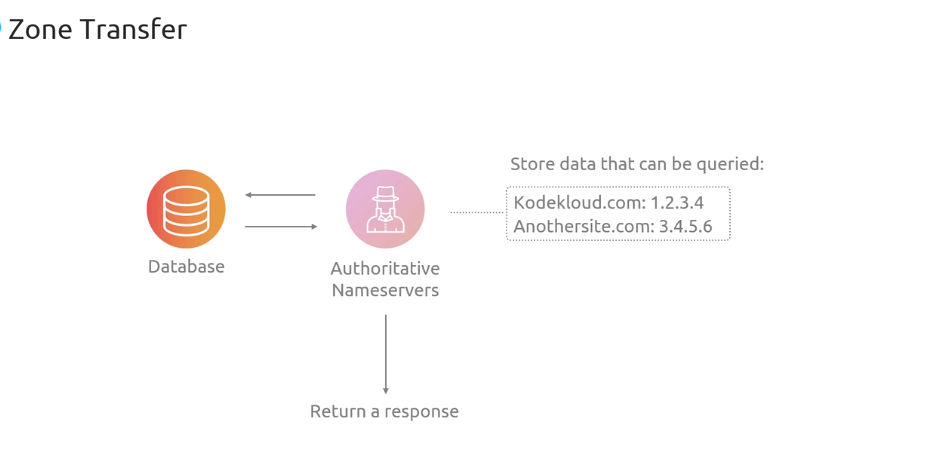 Zone Transfer
Store data that can be queried:
Kodekloud.com: 1.2.3.4
Anothersite.com: 3.4.5.6
Database
Authoritative
Nameservers
Return a response